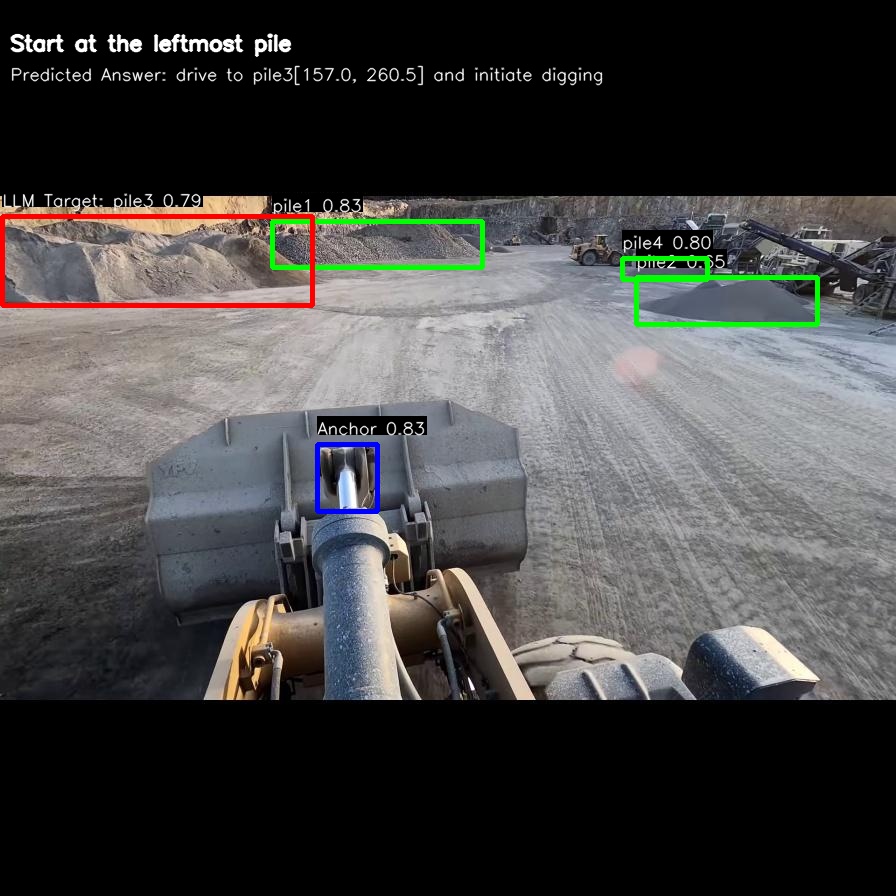 Start at the leftmost pile
Predicted Answer: drive to pile3[157.0, 260.5] and initiate digging
LLM Target: pile3 0.79
pile1 0.83
pile4 0.80
pile2 0.65
Anchor 0.83